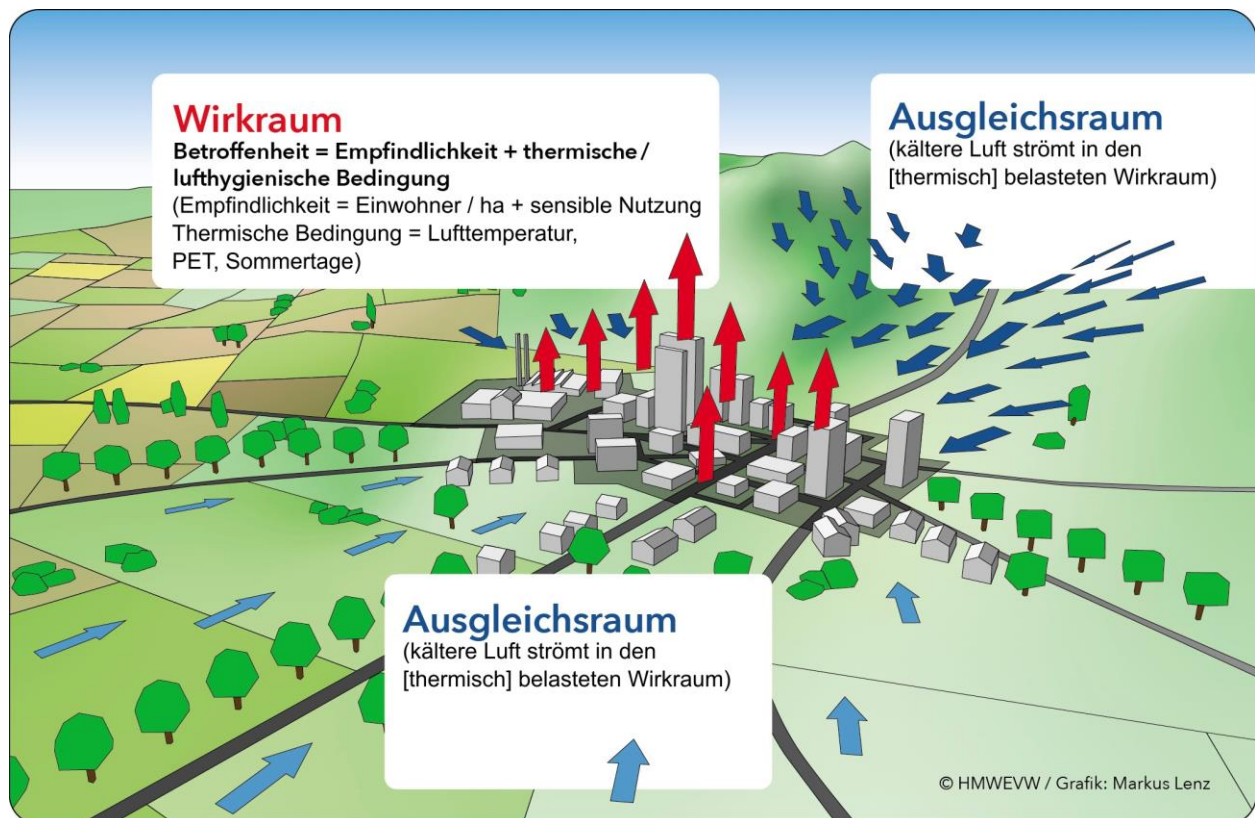 Wirkraum
Betroffenheit = Empfindlichkeit + thermische /
lufthygienische Bedingung
(Empfindlichkeit = Einwohner / ha + sensible Nutzung
Thermische Bedingung = Lufttemperatur,
PET, Sommertage)
Ausgleichsraum
(kältere Luft strömt in den
[thermisch] belasteten Wirkraum)
Ausgleichsraum
(kältere Luft strömt in den
[thermisch] belasteten Wirkraum)
© HMWEVW / Grafik: Markus Lenz